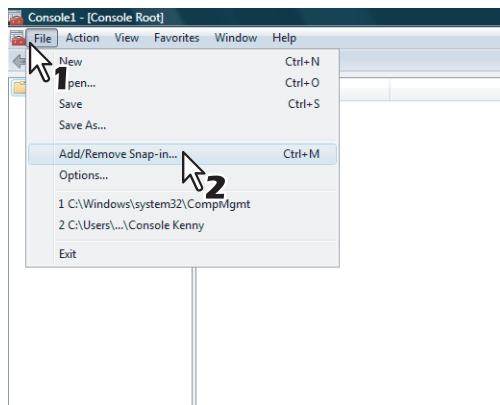 Console1 - [Console Root]
File Action View Favorites Window Help
New Ctrl+N
pen... Ctrl+O
Save Ctrl+S
Save As...
Add/Remove Snap-in... Ctrl+M
Options...
1 C:\Windows\system32\CompMgmt
2 C:\Users\...\Console Kenny
Exit
1
2